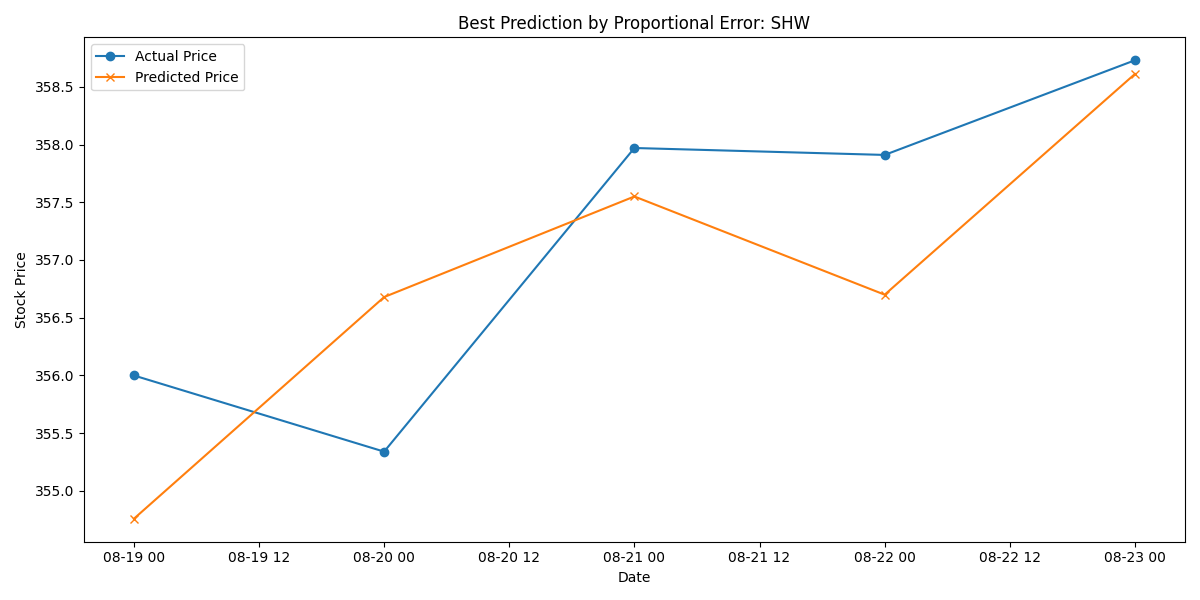 Best Prediction by Proportional Error: SHW
Actual Price
Predicted Price
Stock Price
358.5
358.0
357.5
357.0
356.5
356.0
355.5
355.0
08-19 00 08-19 12 08-20 00 08-20 12 08-21 00 08-21 12 08-22 00 08-22 12 08-23 00
Date